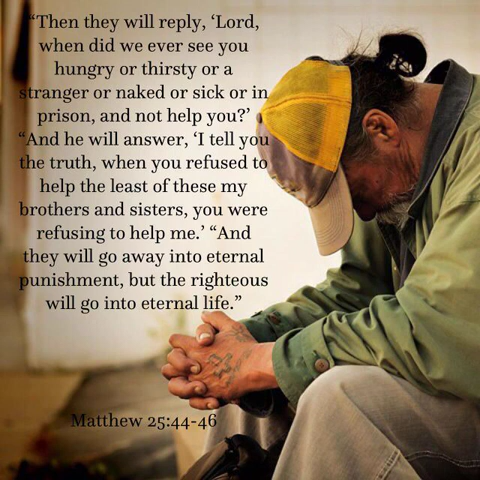 “Then they will reply, ‘Lord,
when did we ever see you
hungry or thirsty or a
stranger or naked or sick or in
prison, and not help you?’
“And he will answer, ‘I tell you
the truth, when you refused to
help the least of these my
brothers and sisters, you were
refusing to help me.’ “And
they will go away into eternal
punishment, but the righteous
will go into eternal life.”
Matthew 25:44-46